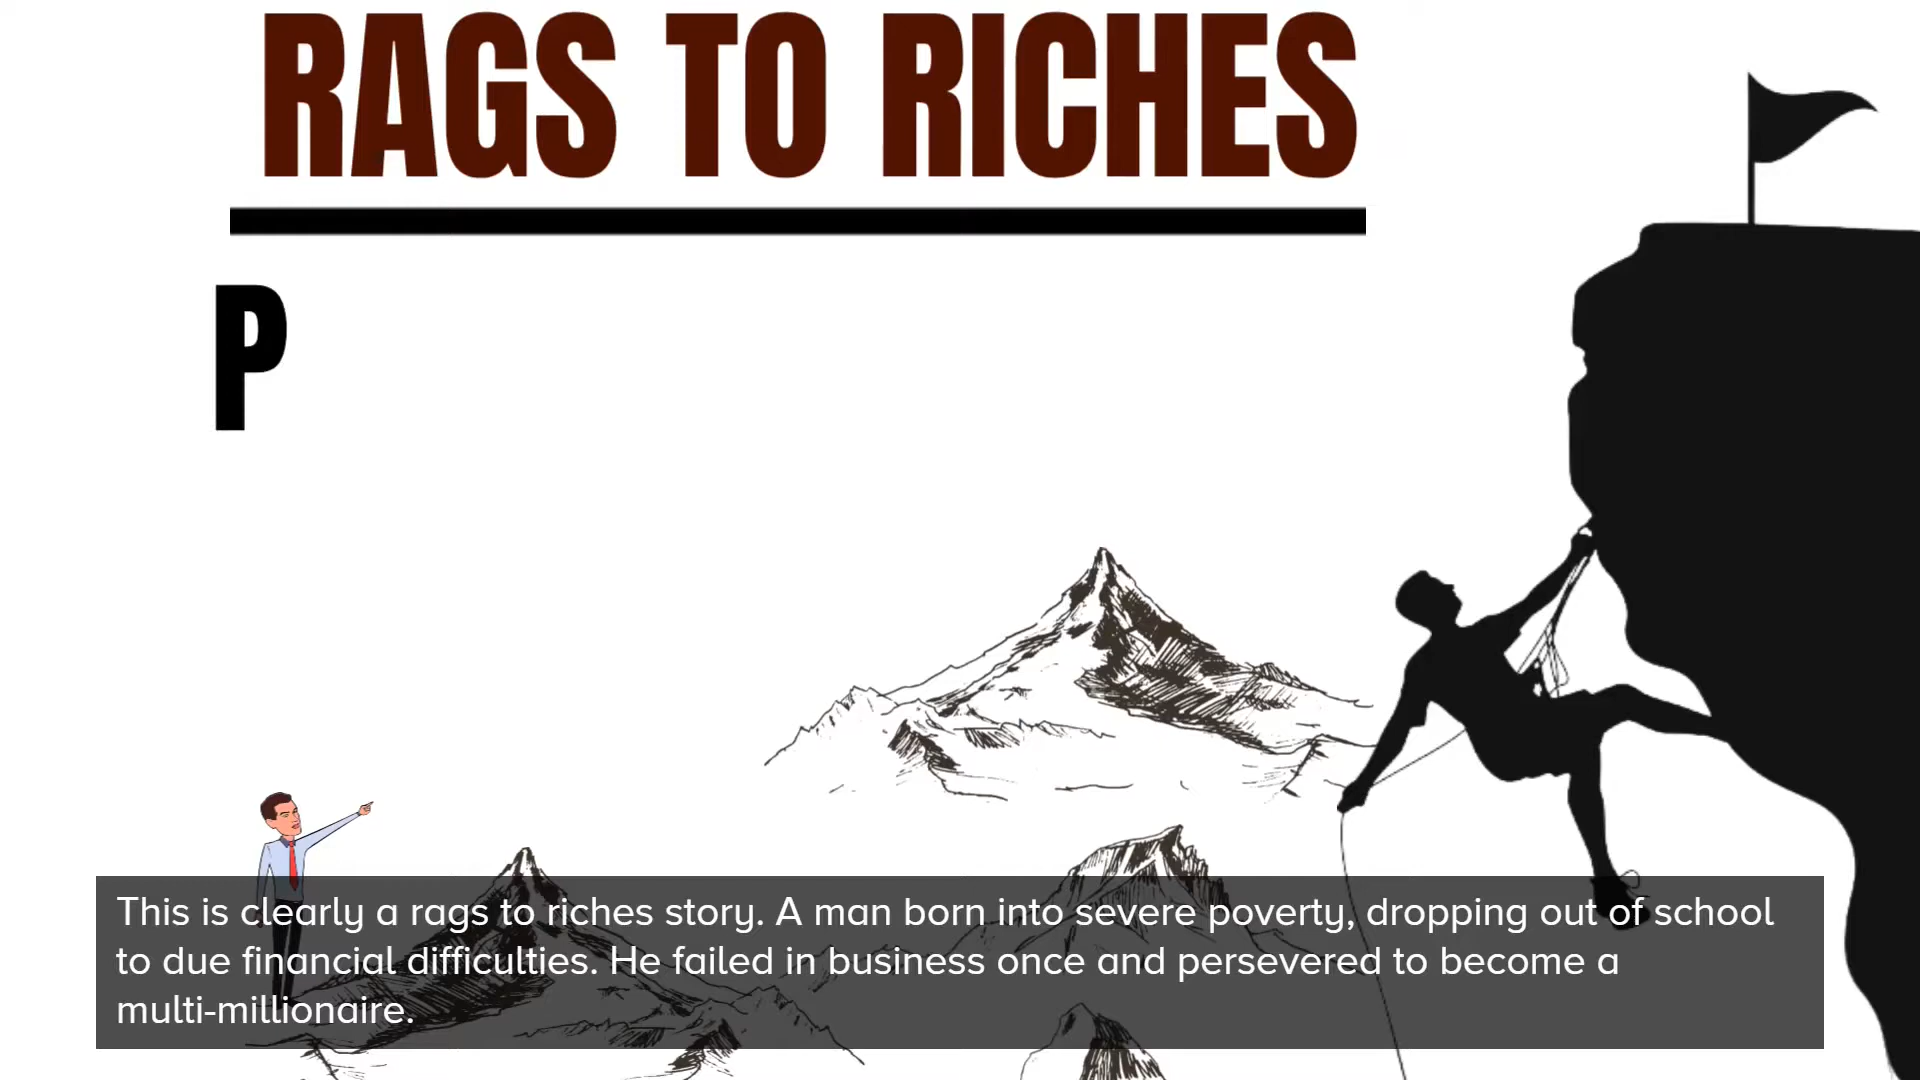 RAGS TO RICHES
P
This is clearly a rags to riches story. A man born into severe poverty, dropping out of school
to due financial difficulties. He failed in business once and persevered to become a
multi-millionaire.